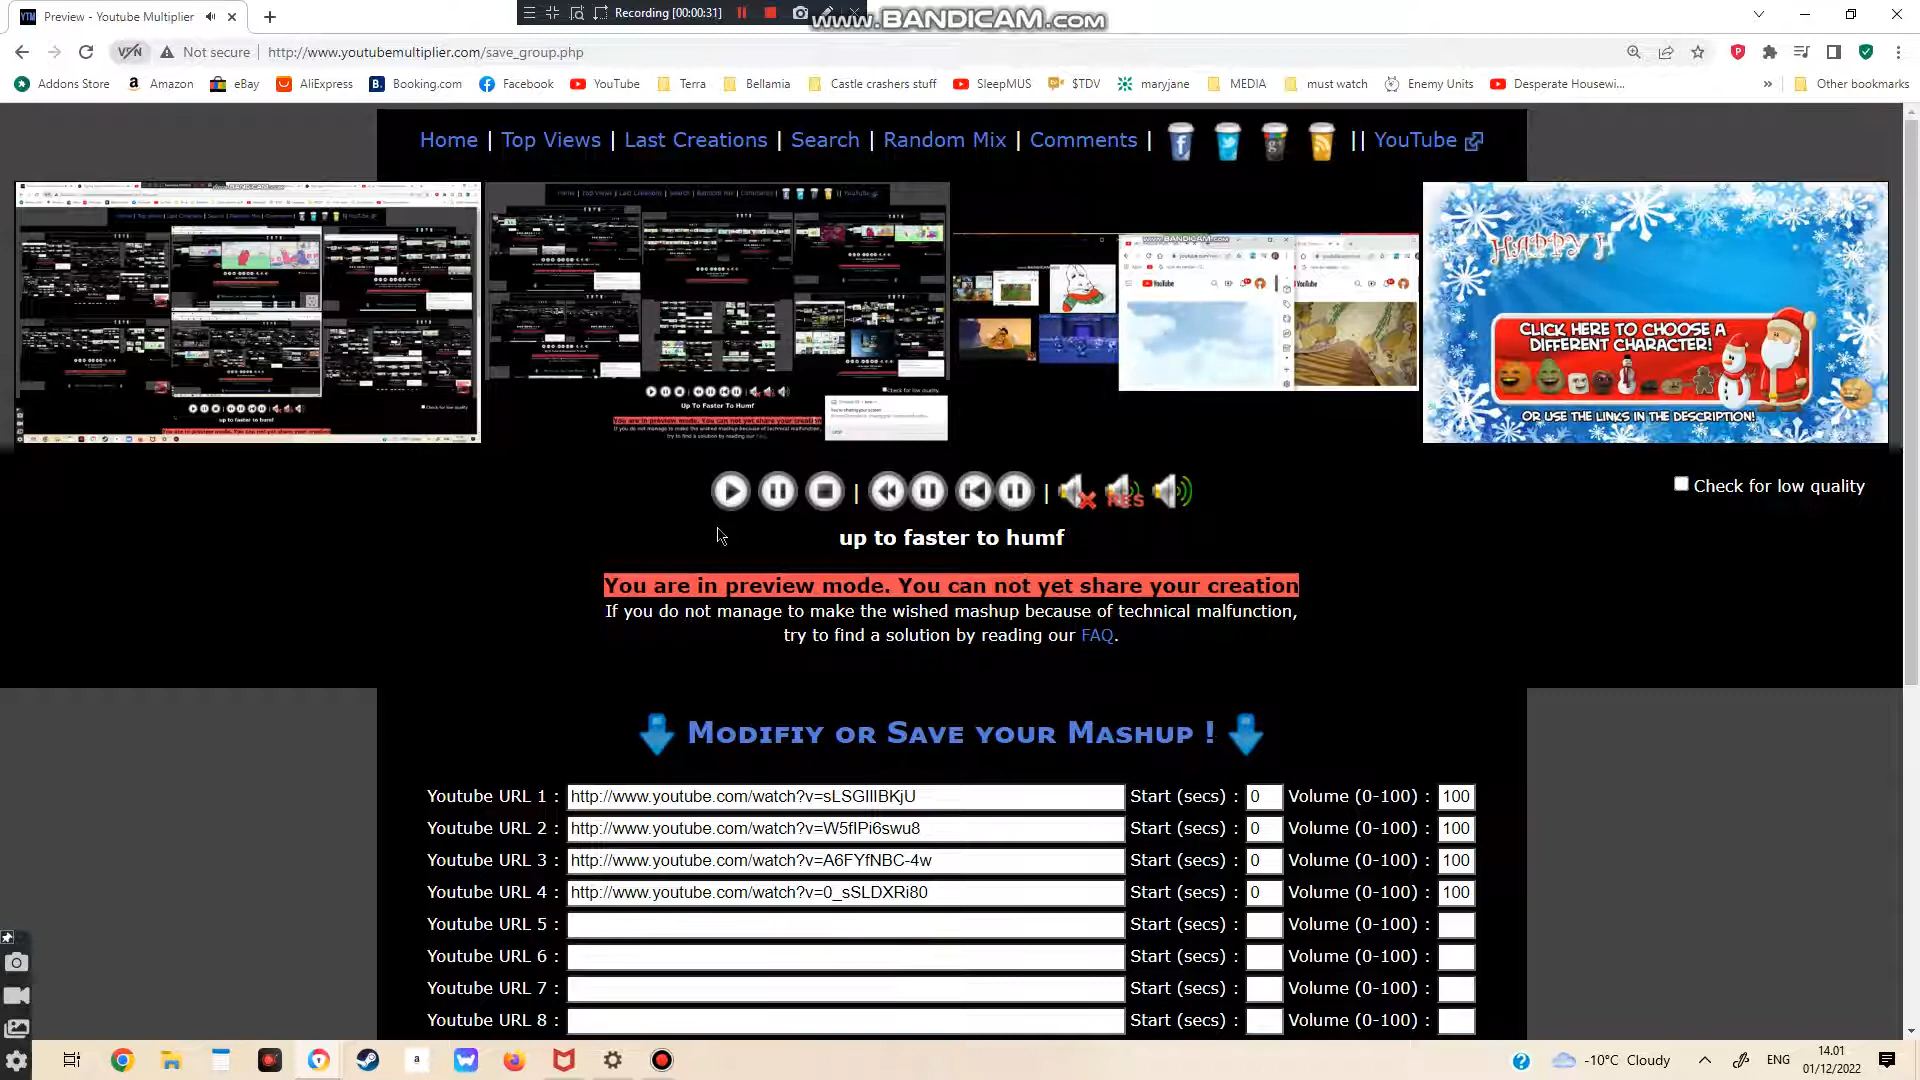 Preview - Youtube Multiplier
Recording [00:00:31]
www.BANDICAM.com
Not secure
http://www.youtubemultiplier.com/save_group.php
Addons Store
Amazon
eBay
AliExpress
Booking.com
Facebook
YouTube
Terra
Bellamia
Castle crashers stuff
SleepMUS
$TDV
maryjane
MEDIA
must watch
Enemy Units
Desperate Housewi...
»
Other bookmarks
Home | Top Views | Last Creations | Search | Random Mix | Comments | || YouTube
HAPPY
CLICK HERE TO CHOOSE A
DIFFERENT CHARACTER!
OR USE THE LINKS IN THE DESCRIPTION!
RES
Check for low quality
up to faster to humf
You are in preview mode. You can not yet share your creation
If you do not manage to make the wished mashup because of technical malfunction,
try to find a solution by reading our FAQ.
Modifiy or Save your Mashup !
Youtube URL 1 : http://www.youtube.com/watch?v=sLSGIlIBKjU Start (secs) : 0 Volume (0-100) : 100
Youtube URL 2 : http://www.youtube.com/watch?v=W5fIPi6swu8 Start (secs) : 0 Volume (0-100) : 100
Youtube URL 3 : http://www.youtube.com/watch?v=A6FYfNBC-4w Start (secs) : 0 Volume (0-100) : 100
Youtube URL 4 : http://www.youtube.com/watch?v=0_sSLDXRi80 Start (secs) : 0 Volume (0-100) : 100
Youtube URL 5 : Start (secs) : Volume (0-100) :
Youtube URL 6 : Start (secs) : Volume (0-100) :
Youtube URL 7 : Start (secs) : Volume (0-100) :
Youtube URL 8 : Start (secs) : Volume (0-100) :
-10°C Cloudy
ENG
14.01
01/12/2022